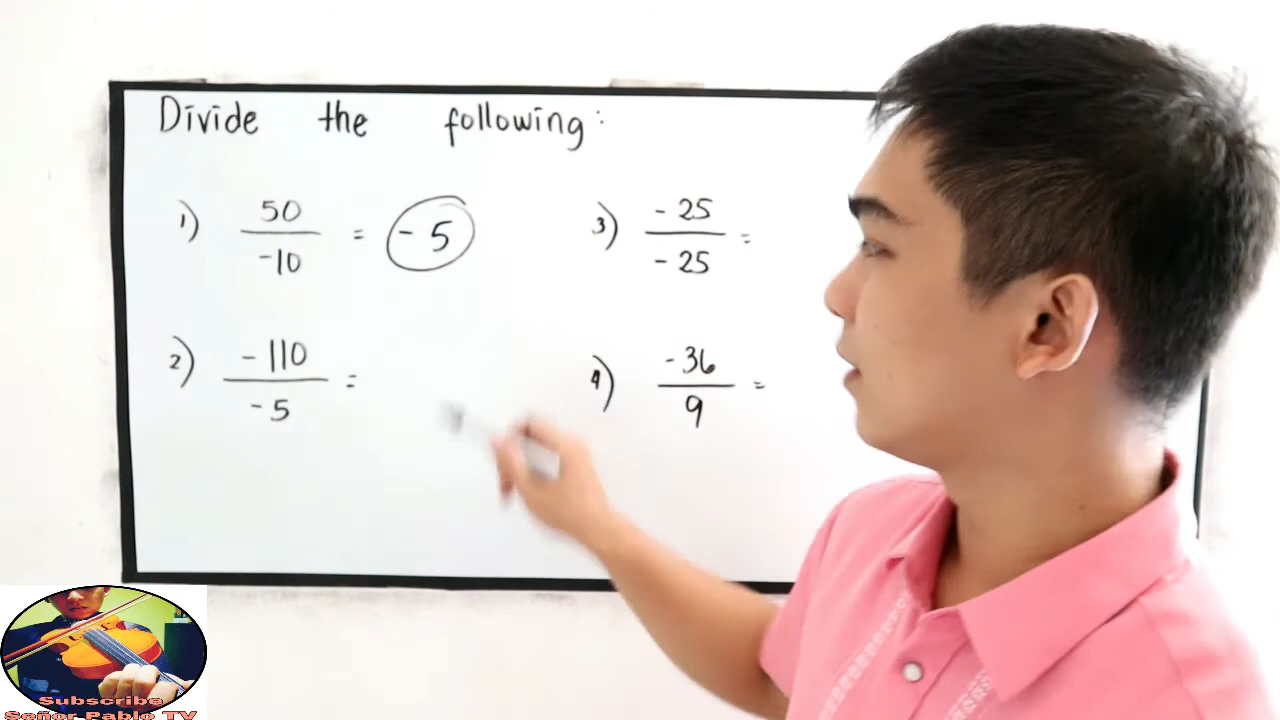 Divide the following:
1) 50 / -10 = -5
2) -110 / -5 =
3) -25 / -25 =
4) -36 / 9 =
Subscribe
Señor Pablo TV